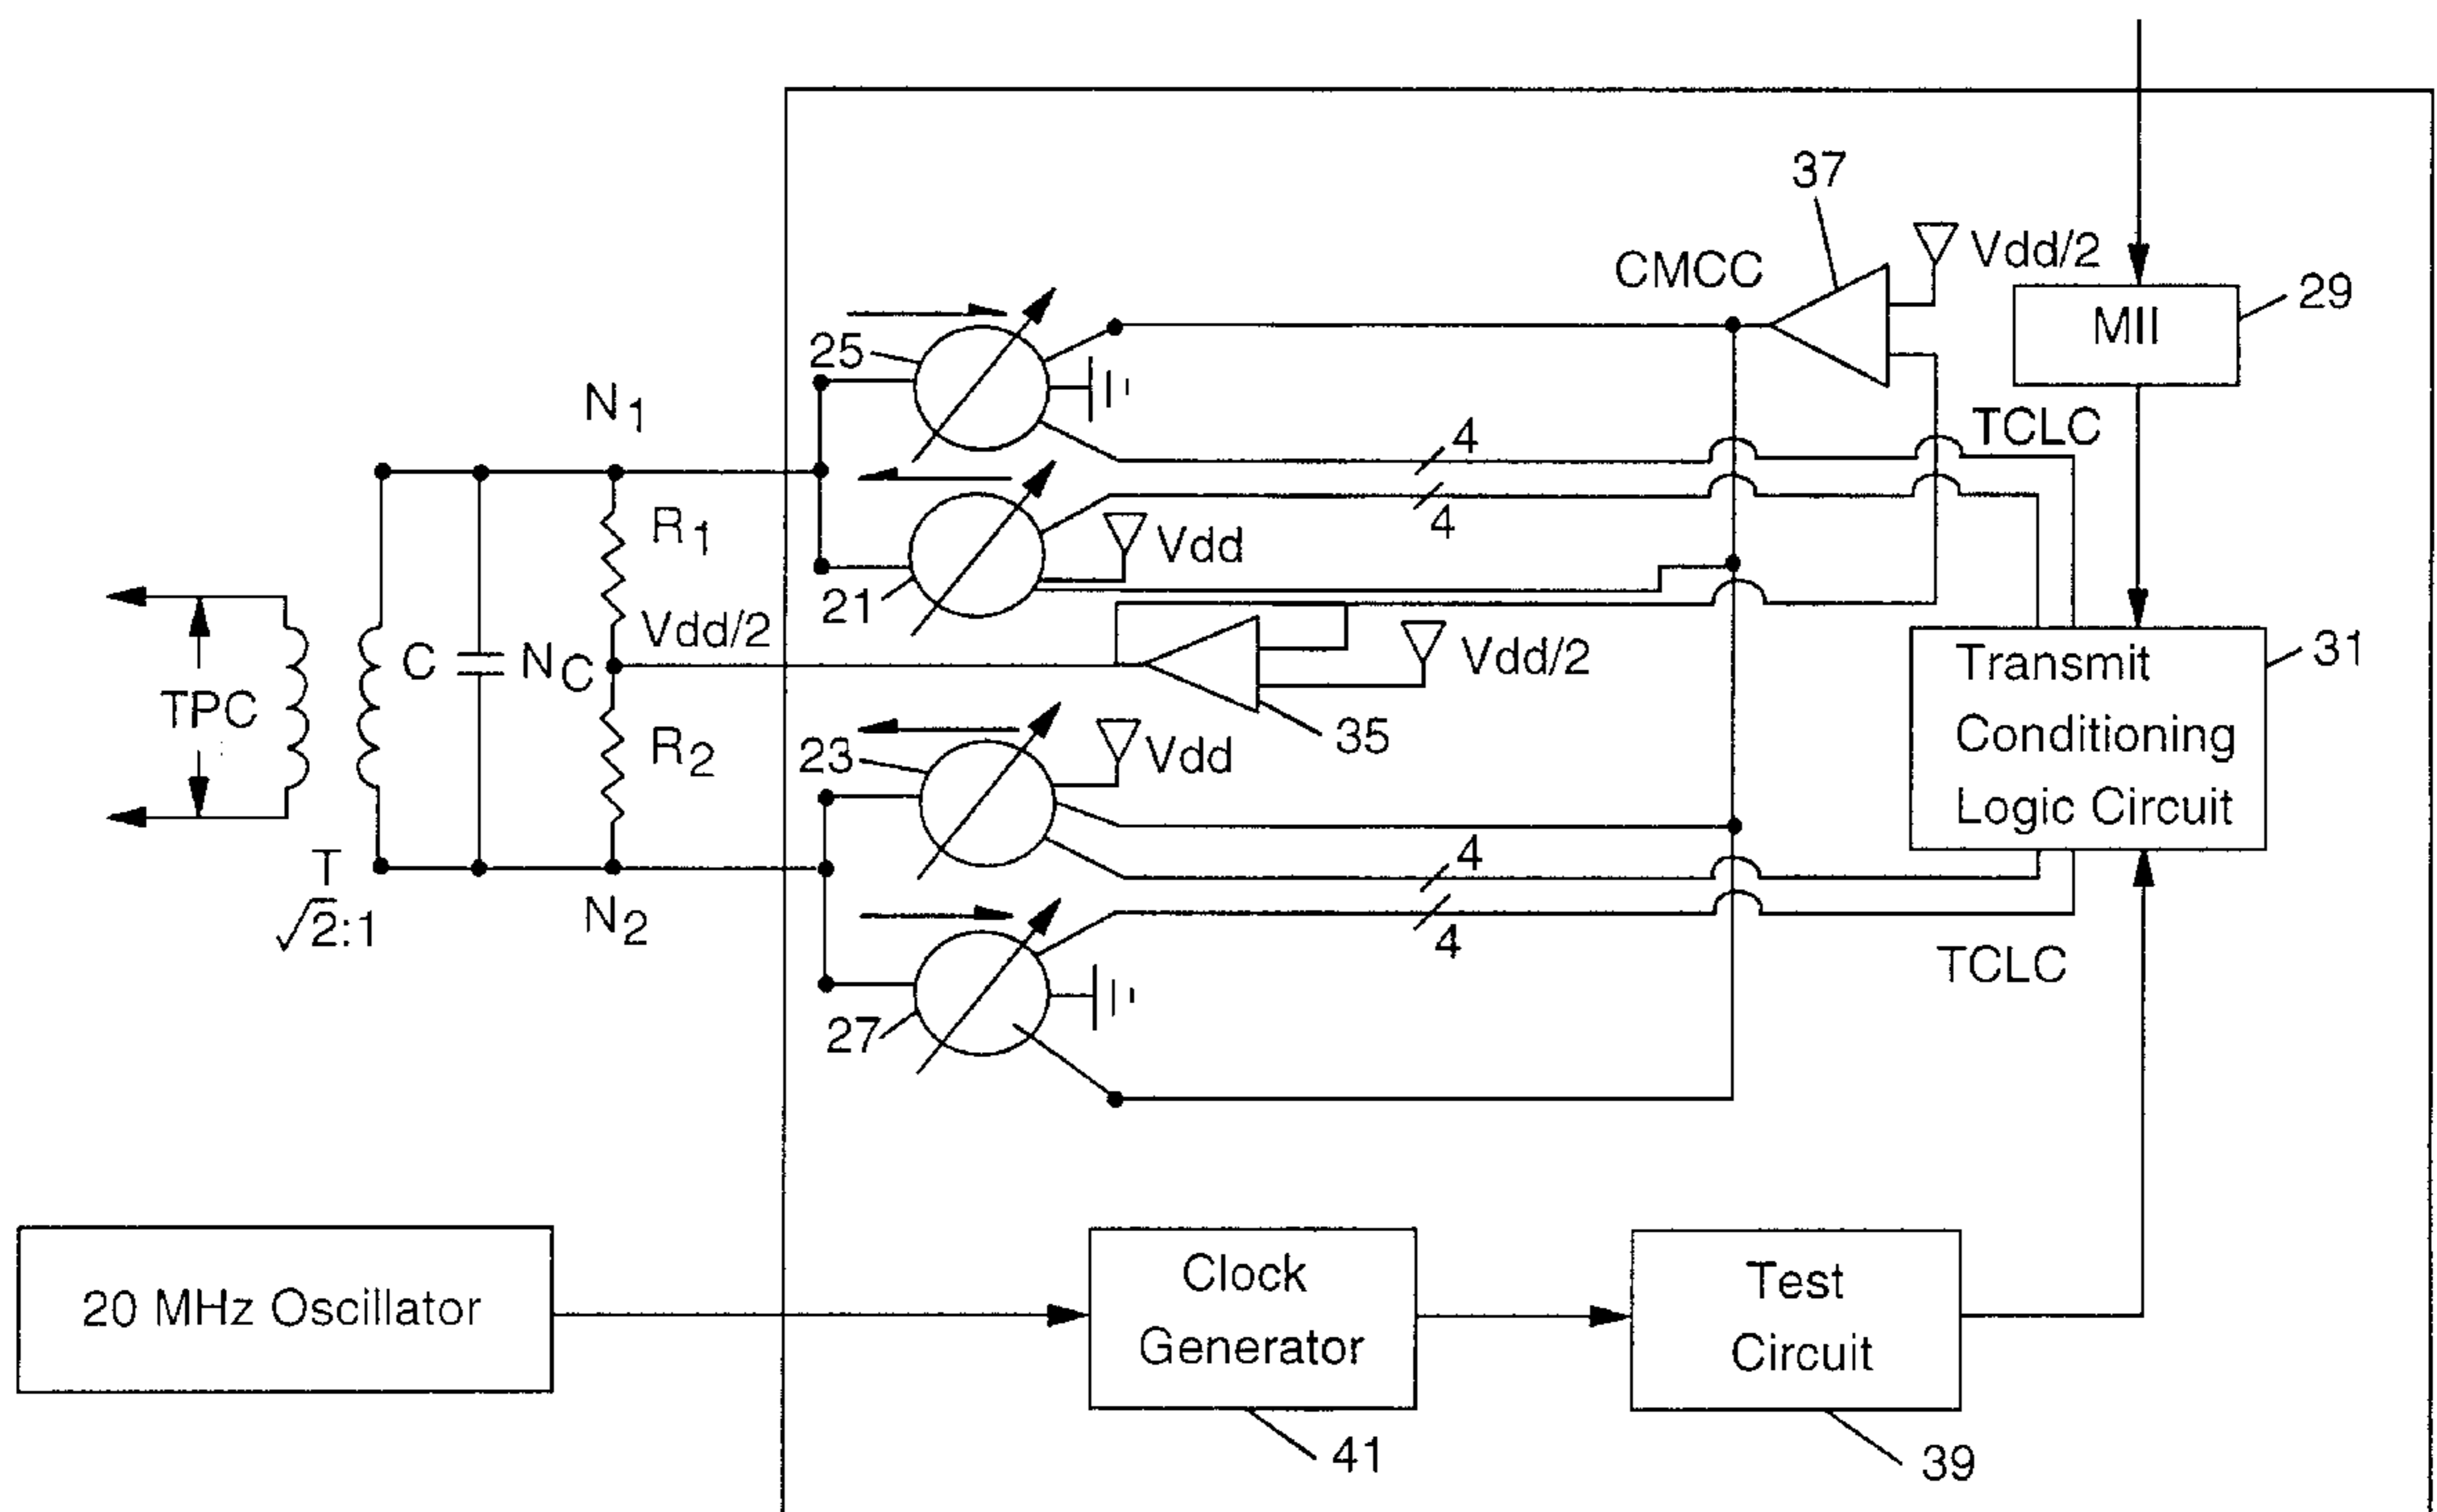 37
Vdd/2
CMCC
29
MII
25
N1
4
TCLC
R1
4
Vdd
21
Vdd/2
C
NC
Vdd/2
31
Transmit
Conditioning
Logic Circuit
TPC
35
R2
23
Vdd
4
T
√2:1
N2
4
TCLC
27
20 MHz Oscillator
Clock
Generator
Test
Circuit
41
39